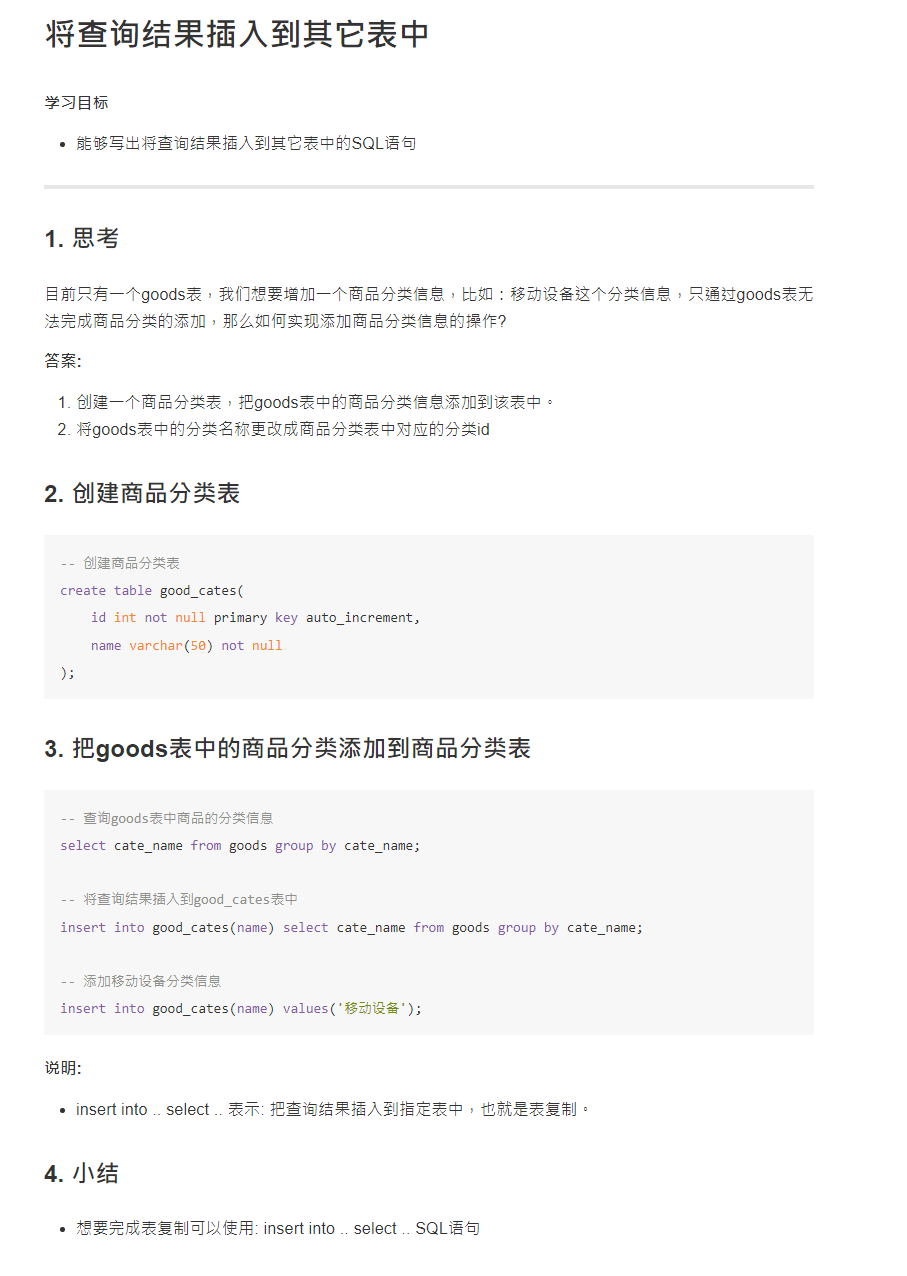 将查询结果插入到其它表中
学习目标
• 能够写出将查询结果插入到其它表中的SQL语句
1. 思考
目前只有一个goods表，我们想要增加一个商品分类信息，比如：移动设备这个分类信息，只通过goods表无
法完成商品分类的添加，那么如何实现添加商品分类信息的操作?
答案:
1. 创建一个商品分类表，把goods表中的商品分类信息添加到该表中。
2. 将goods表中的分类名称更改成商品分类表中对应的分类id
2. 创建商品分类表
-- 创建商品分类表
create table good_cates(
    id int not null primary key auto_increment,
    name varchar(50) not null
);
3. 把goods表中的商品分类添加到商品分类表
-- 查询goods表中商品的分类信息
select cate_name from goods group by cate_name;
-- 将查询结果插入到good_cates表中
insert into good_cates(name) select cate_name from goods group by cate_name;
-- 添加移动设备分类信息
insert into good_cates(name) values('移动设备');
说明:
• insert into .. select .. 表示: 把查询结果插入到指定表中，也就是表复制。
4. 小结
• 想要完成表复制可以使用: insert into .. select .. SQL语句